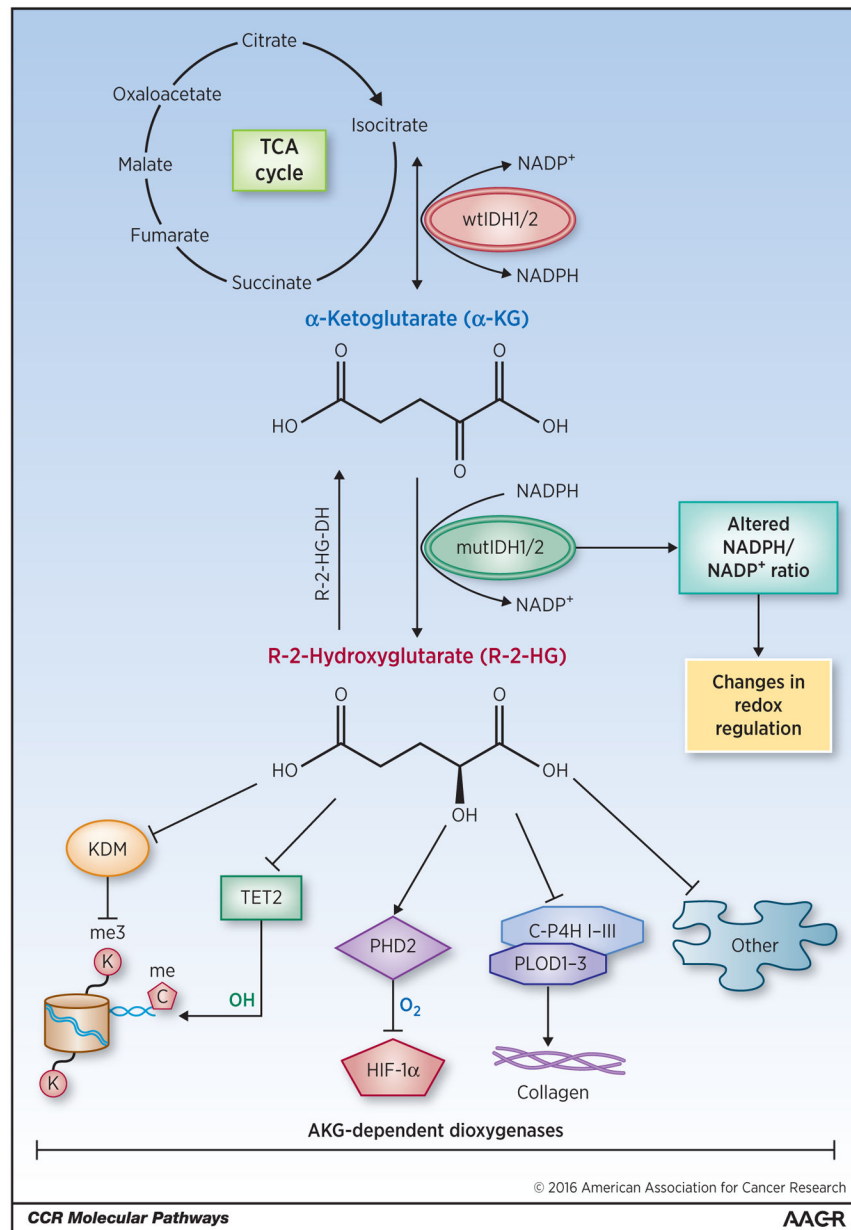 Citrate
Oxaloacetate
Isocitrate
TCA
cycle
Malate
Fumarate
Succinate
NADP⁺
wtIDH1/2
NADPH
α-Ketoglutarate (α-KG)
O
O
HO
OH
O
R-2-HG-DH
NADPH
mutIDH1/2
NADP⁺
Altered
NADPH/
NADP⁺ ratio
Changes in
redox
regulation
R-2-Hydroxyglutarate (R-2-HG)
O
O
HO
OH
OH
KDM
me3
K
me
C
K
TET2
OH
PHD2
O₂
HIF-1α
C-P4H I–III
PLOD1–3
Collagen
Other
AKG-dependent dioxygenases
© 2016 American Association for Cancer Research
CCR Molecular Pathways
AACR